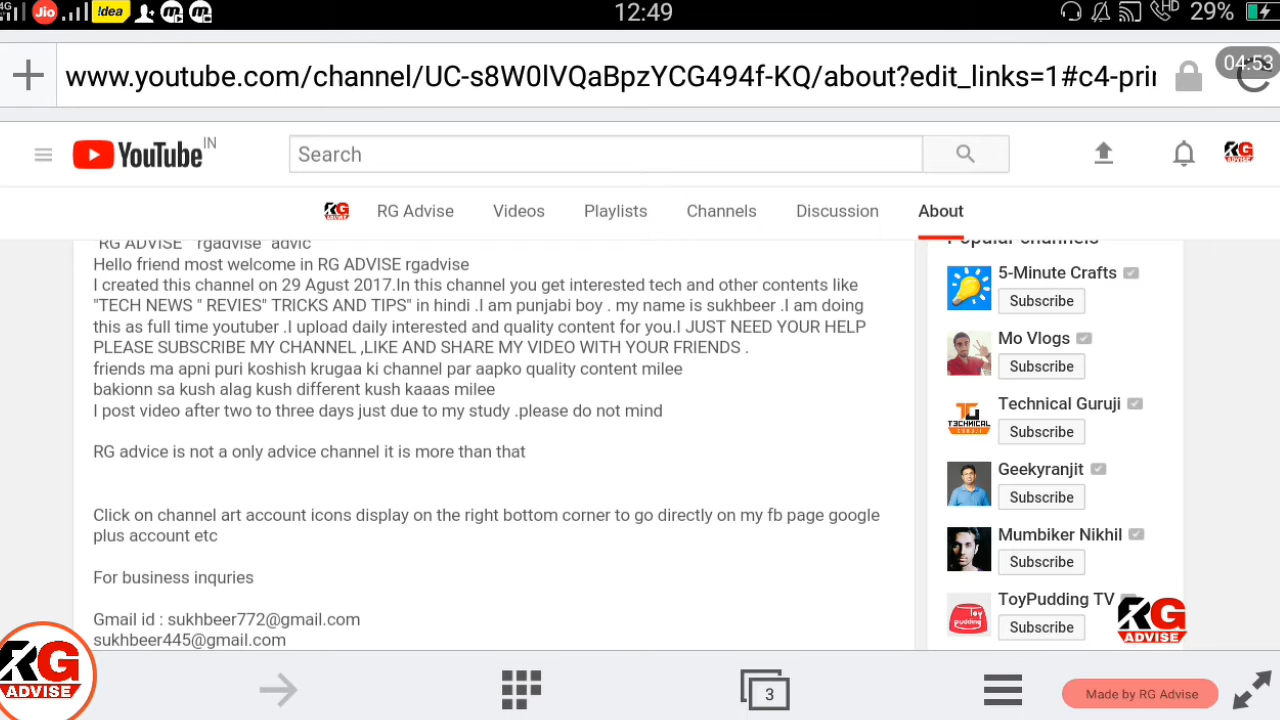 4G Jio !dea 12:49 HD 29%
www.youtube.com/channel/UC-s8W0lVQaBpzYCG494f-KQ/about?edit_links=1#c4-prin
04:53
YouTube IN
Search
RG ADVISE
RG Advise Videos Playlists Channels Discussion About
"RG ADVISE" "rgadvise" advic
Hello friend most welcome in RG ADVISE rgadvise
I created this channel on 29 Agust 2017.In this channel you get interested tech and other contents like
"TECH NEWS " REVIES" TRICKS AND TIPS" in hindi .I am punjabi boy . my name is sukhbeer .I am doing
this as full time youtuber .I upload daily interested and quality content for you.I JUST NEED YOUR HELP
PLEASE SUBSCRIBE MY CHANNEL ,LIKE AND SHARE MY VIDEO WITH YOUR FRIENDS .
friends ma apni puri koshish krugaa ki channel par aapko quality content milee
bakionn sa kush alag kush different kush kaaas milee
I post video after two to three days just due to my study .please do not mind
RG advice is not a only advice channel it is more than that
Click on channel art account icons display on the right bottom corner to go directly on my fb page google
plus account etc
For business inquries
Gmail id : sukhbeer772@gmail.com
sukhbeer445@gmail.com
Popular channels
5-Minute Crafts
Subscribe
Mo Vlogs
Subscribe
Technical Guruji
TECHNICAL GURUJI
Subscribe
Geekyranjit
Subscribe
Mumbiker Nikhil
Subscribe
ToyPudding TV
Toy pudding
Subscribe
RG
ADVISE
RG
ADVISE
3
Made by RG Advise